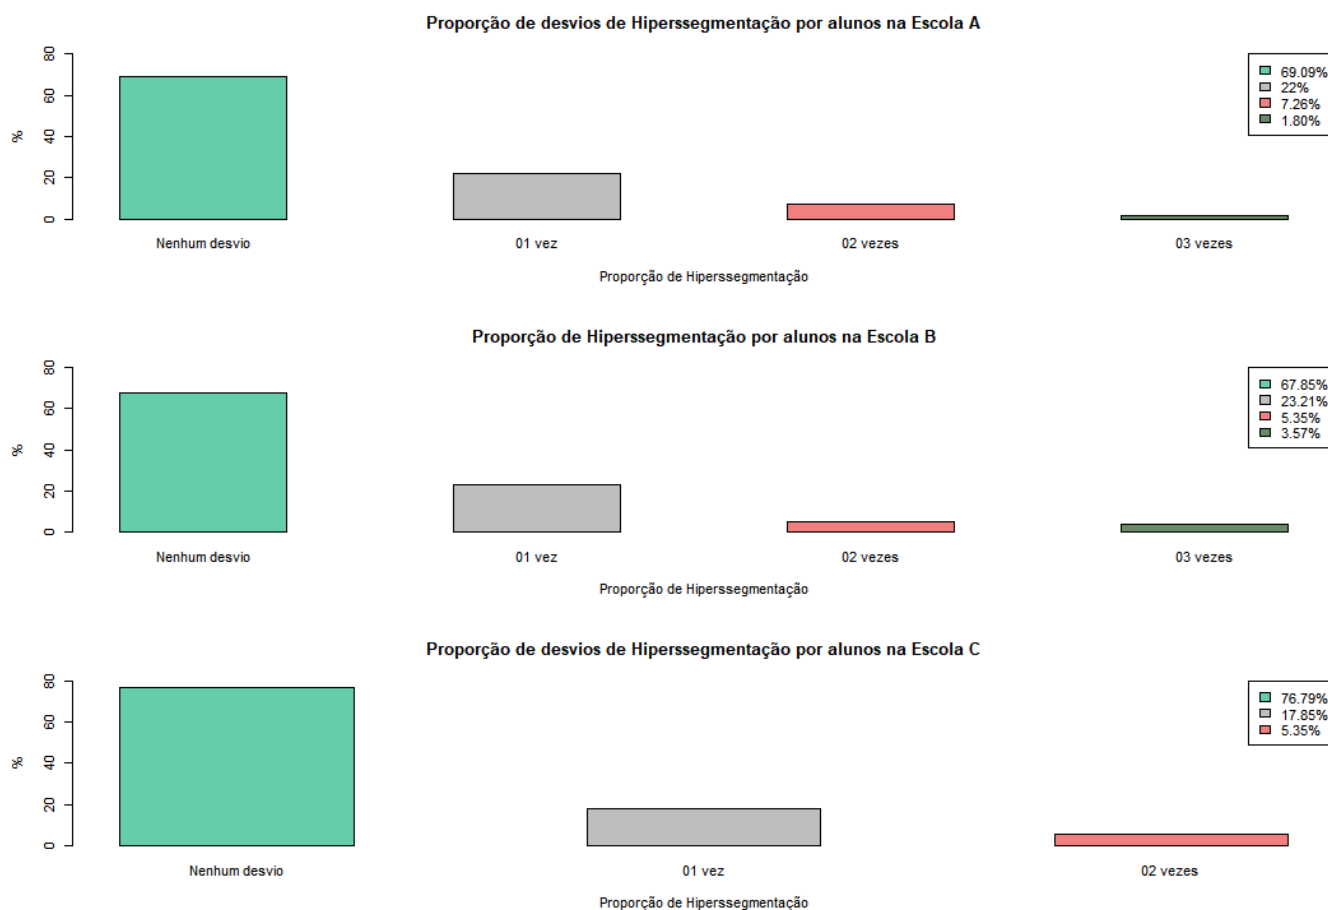 Proporção de desvios de Hiperssegmentação por alunos na Escola A
80
60
40
20
0
%
69.09%
22%
7.26%
1.80%
Nenhum desvio
01 vez
02 vezes
03 vezes
Proporção de Hiperssegmentação
Proporção de Hiperssegmentação por alunos na Escola B
80
60
40
20
0
%
67.85%
23.21%
5.35%
3.57%
Nenhum desvio
01 vez
02 vezes
03 vezes
Proporção de Hiperssegmentação
Proporção de desvios de Hiperssegmentação por alunos na Escola C
80
60
40
20
0
%
76.79%
17.85%
5.35%
Nenhum desvio
01 vez
02 vezes
Proporção de Hiperssegmentação